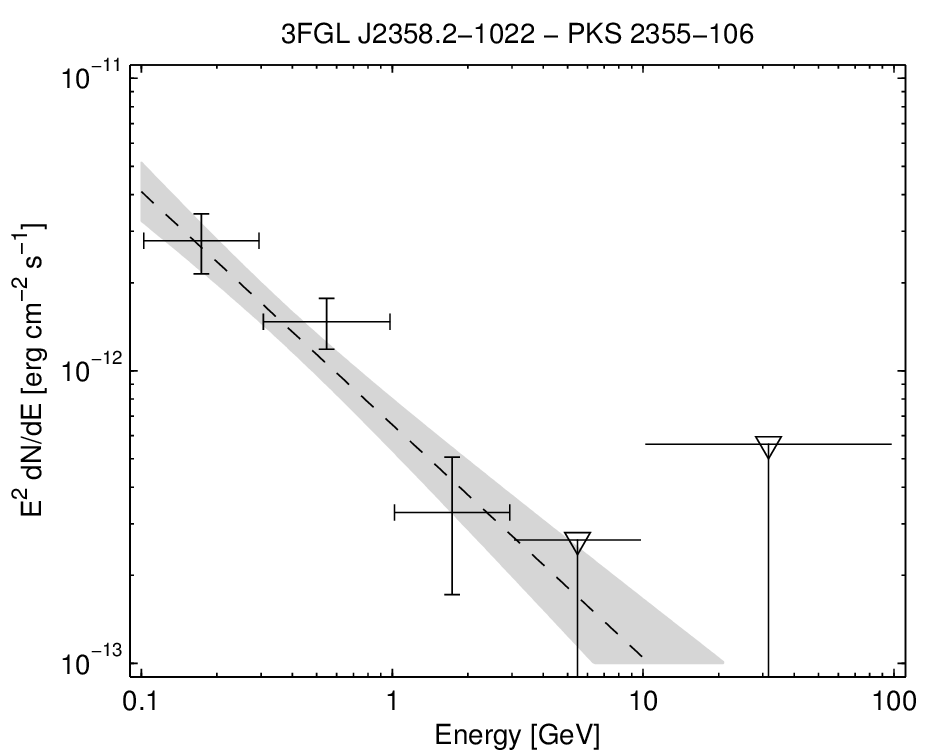 3FGL J2358.2−1022 − PKS 2355−106
10⁻¹¹
10⁻¹²
10⁻¹³
E² dN/dE [erg cm⁻² s⁻¹]
0.1 1 10 100
Energy [GeV]